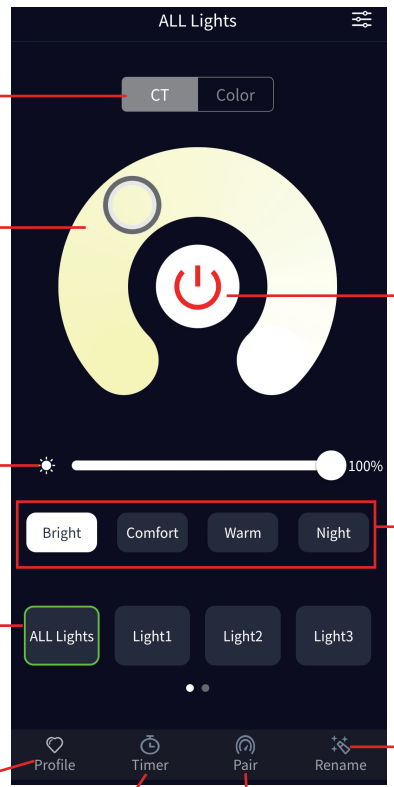 ALL Lights
CT Color
100%
Bright Comfort Warm Night
ALL Lights Light1 Light2 Light3
Profile Timer Pair Rename